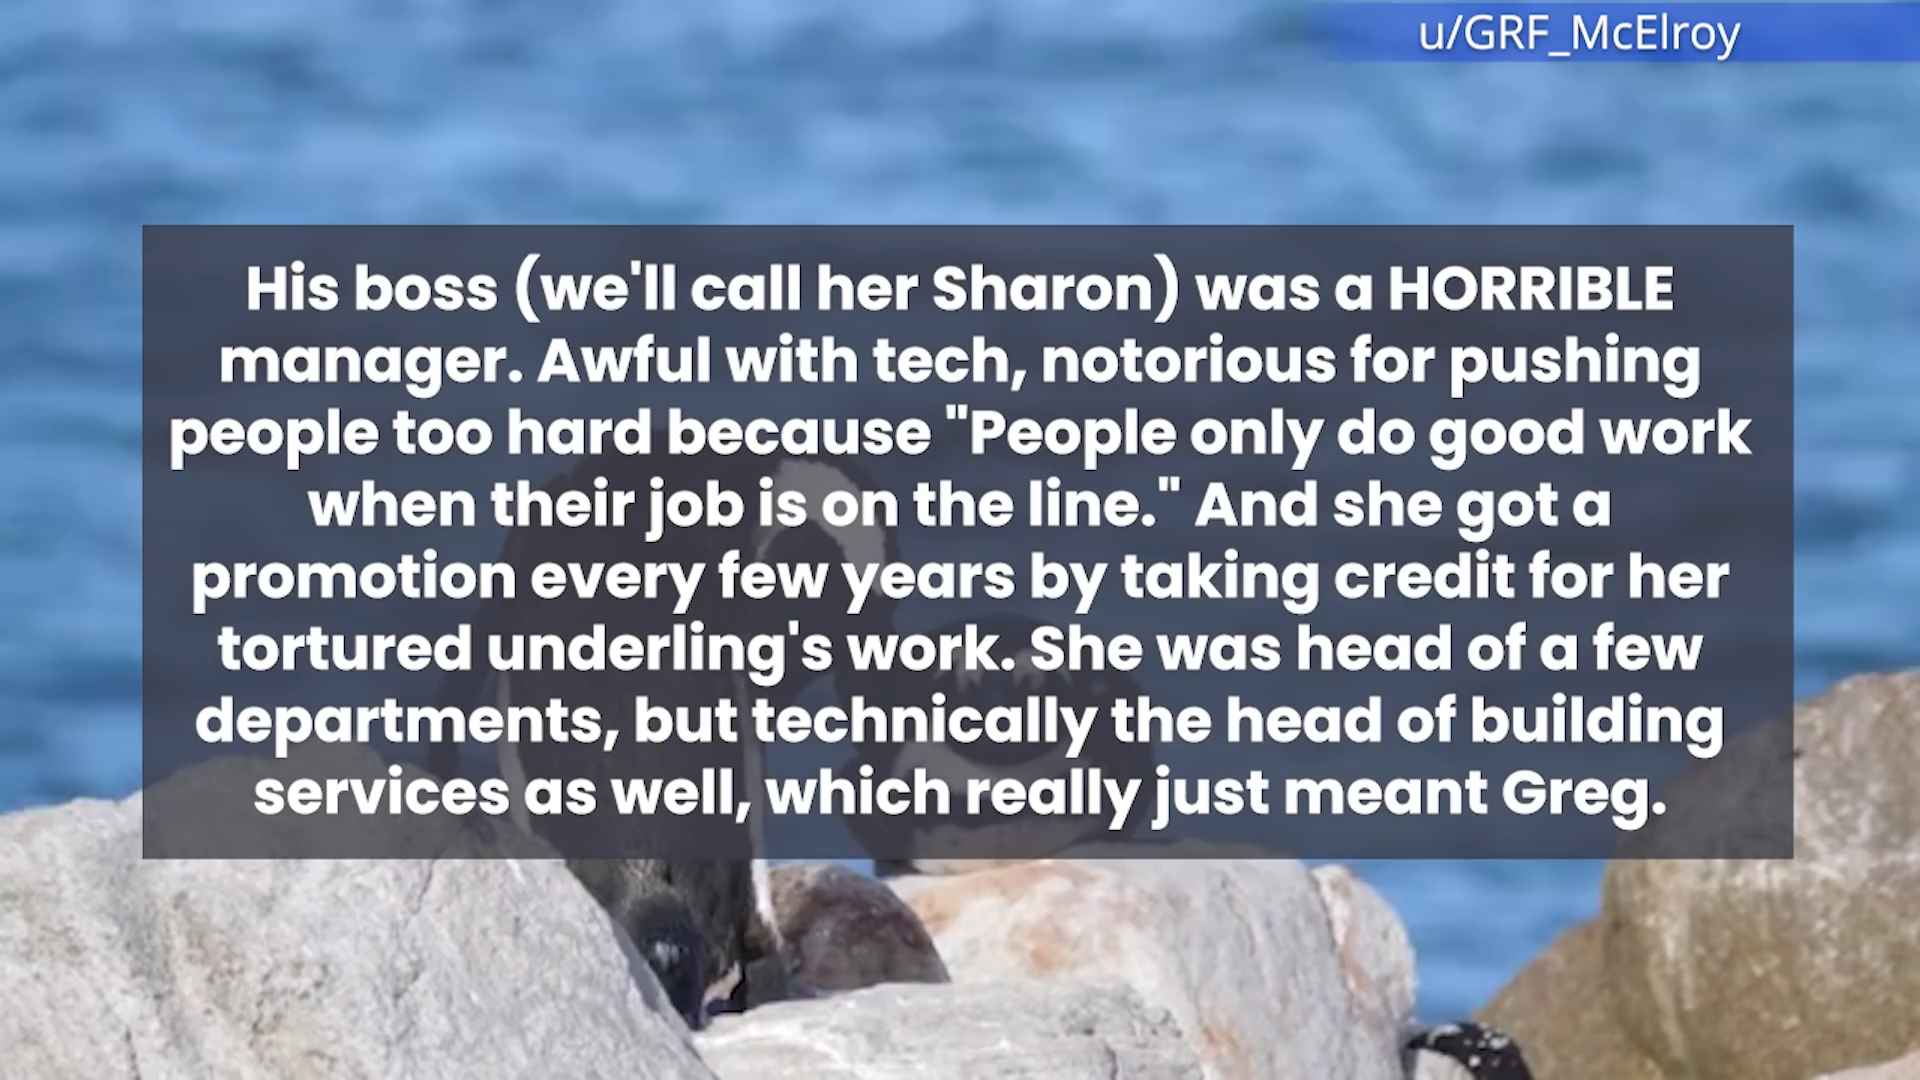 u/GRF_McElroy
His boss (we'll call her Sharon) was a HORRIBLE
manager. Awful with tech, notorious for pushing
people too hard because "People only do good work
when their job is on the line." And she got a
promotion every few years by taking credit for her
tortured underling's work. She was head of a few
departments, but technically the head of building
services as well, which really just meant Greg.